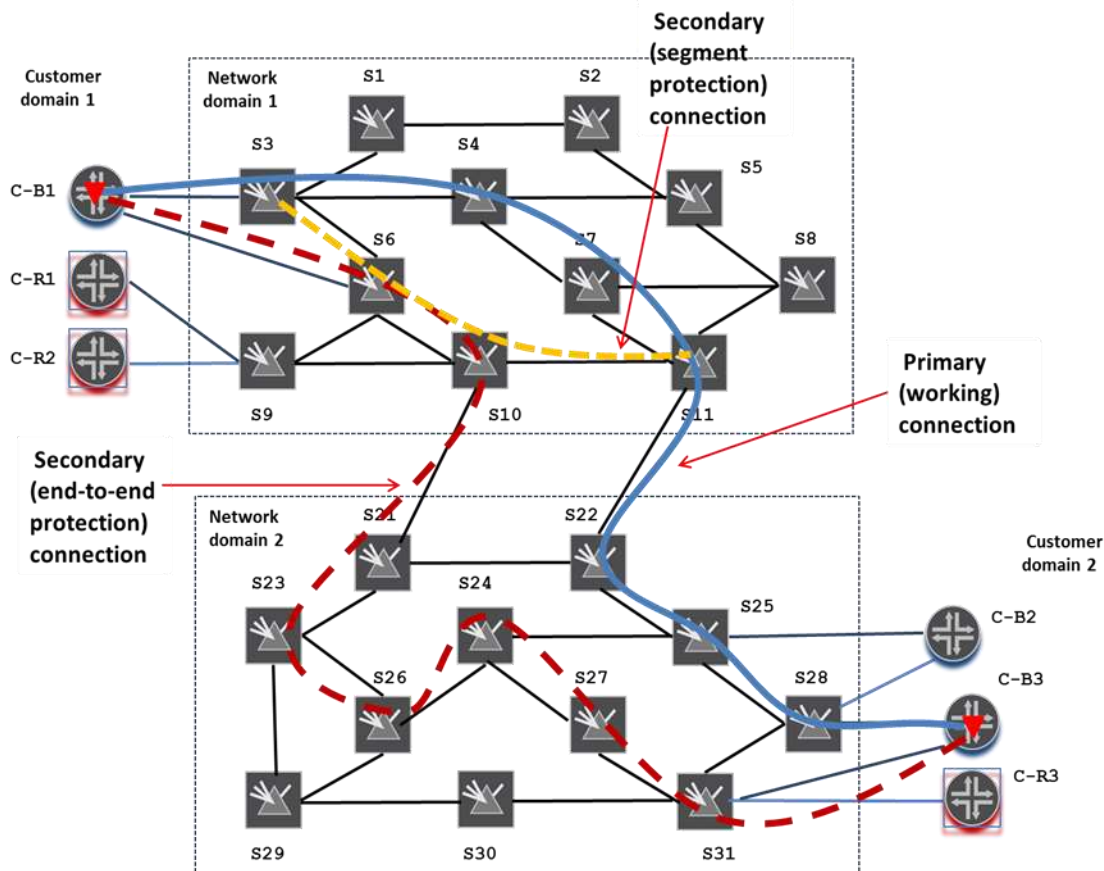 Secondary
(segment
protection)
connection
Customer
domain 1
Network
domain 1
S1
S2
S3
S4
S5
C-B1
S6
S7
S8
C-R1
C-R2
Primary
(working)
connection
S9
S10
S11
Secondary
(end-to-end
protection)
connection
Network
domain 2
S21
S22
Customer
domain 2
S23
S24
S25
C-B2
S26
S27
S28
C-B3
C-R3
S29
S30
S31